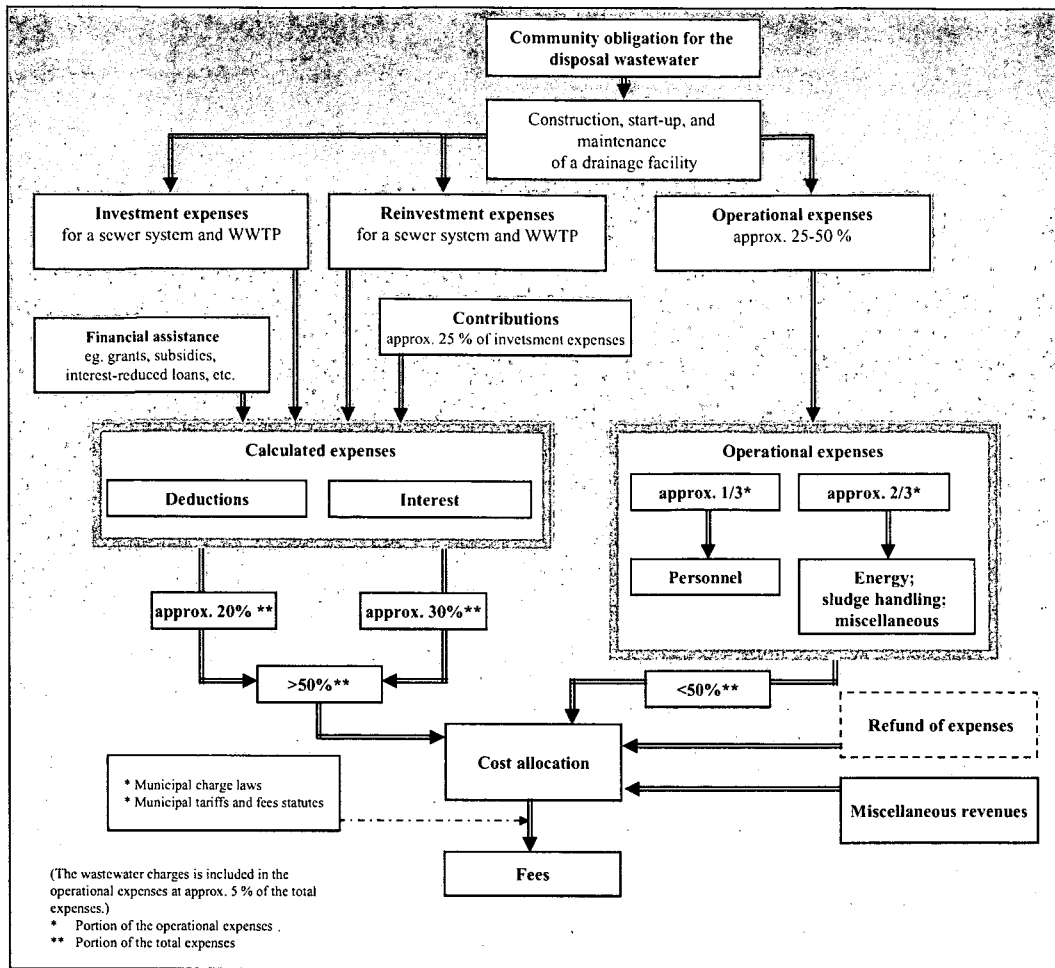 Community obligation for the
disposal wastewater
Construction, start-up, and
maintenance
of a drainage facility
Investment expenses
for a sewer system and WWTP
Reinvestment expenses
for a sewer system and WWTP
Operational expenses
approx. 25-50 %
Financial assistance
eg. grants, subsidies,
interest-reduced loans, etc.
Contributions
approx. 25 % of invetsment expenses
Calculated expenses
Deductions
Interest
Operational expenses
approx. 1/3*
approx. 2/3*
Personnel
Energy;
sludge handling;
miscellaneous
approx. 20% **
approx. 30% **
>50%**
<50%**
Refund of expenses
Cost allocation
* Municipal charge laws
* Municipal tariffs and fees statutes
Miscellaneous revenues
Fees
(The wastewater charges is included in the
operational expenses at approx. 5 % of the total
expenses.)
* Portion of the operational expenses .
** Portion of the total expenses